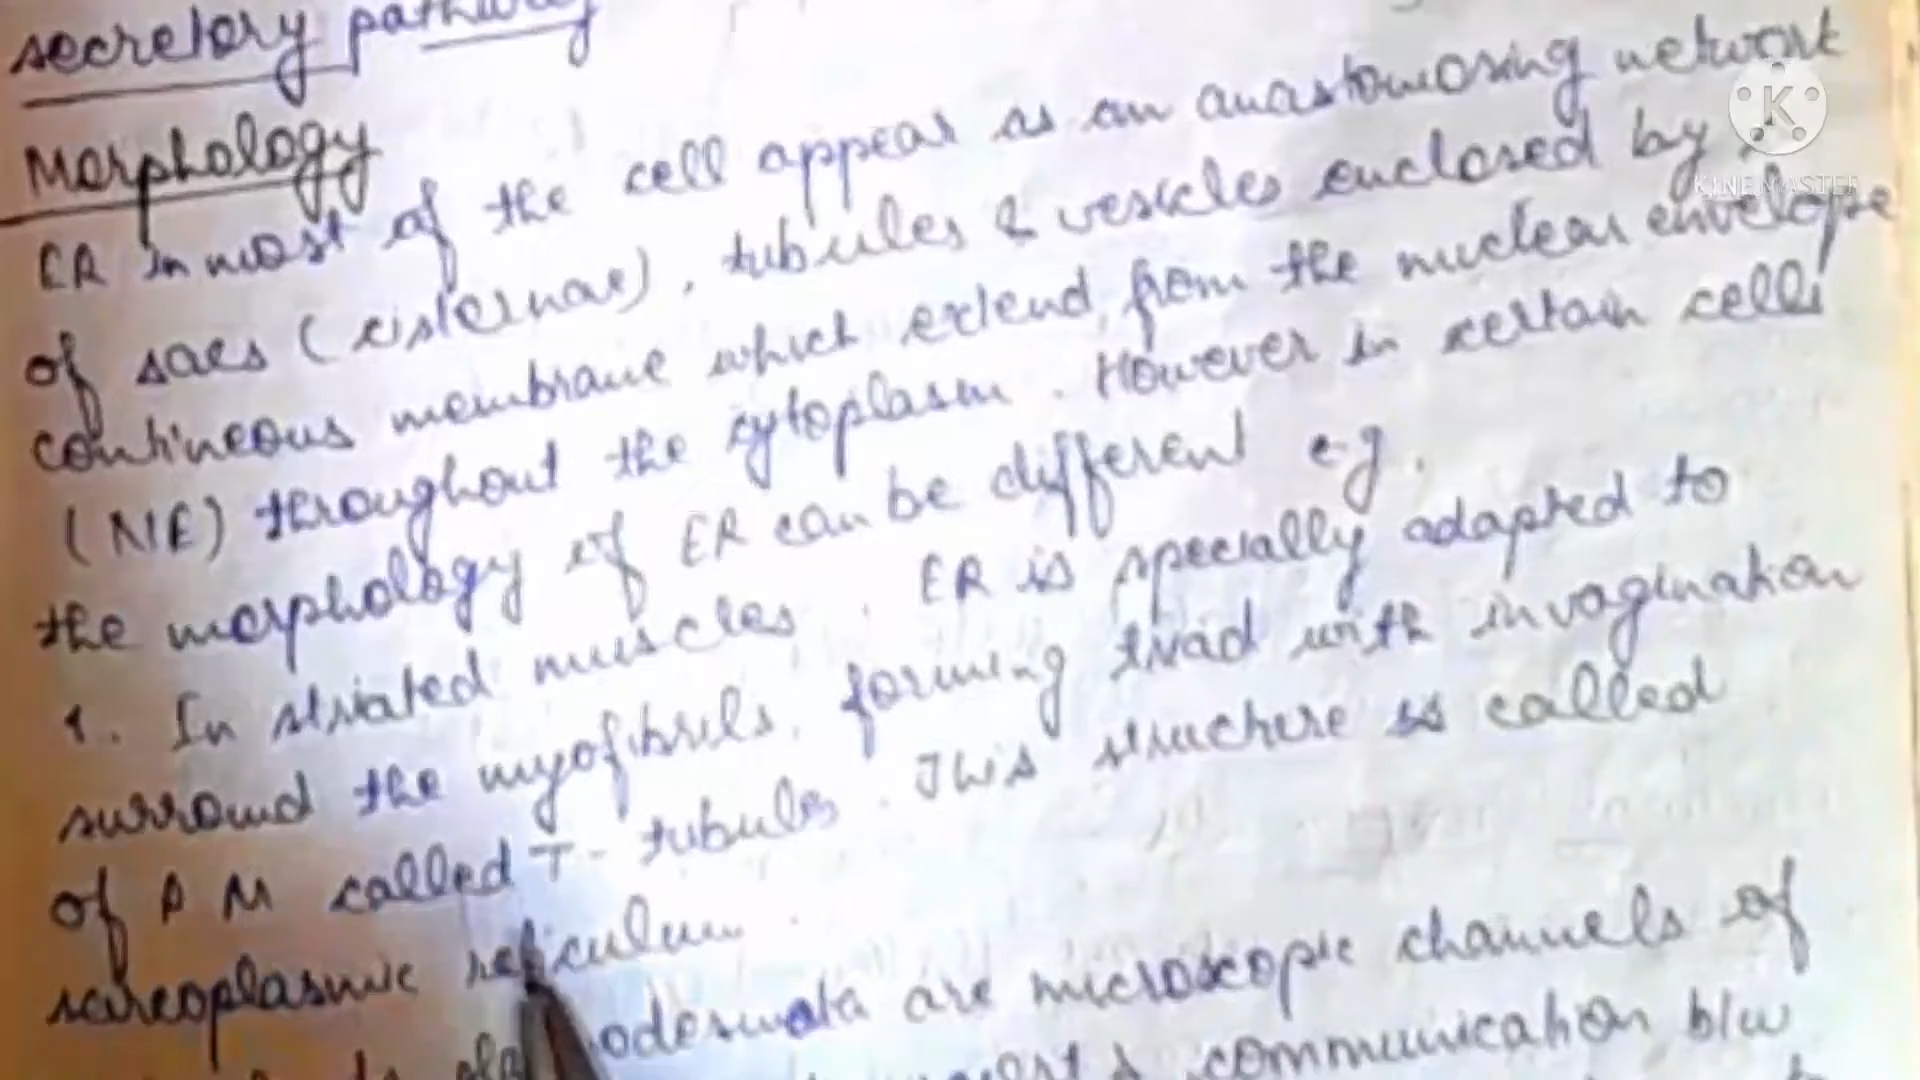 secretory pathway
Morphology
ER in most of the cell appear as an anastomosing network
of sacs (cisternae), tubules & vesicles enclosed by
contineous membrane which extend from the nuclear envelope
(NE) throughout the cytoplasm. However in certain cells
the morphology of ER can be different e.g.
1. In striated muscles, ER is specially adapted to
surround the myofibrils, forming triad with invagination
of P M called T- tubules. This structure is called
sarcoplasmic reticulum.
odesmata are microscopic channels of
& communication b/w
K
KINEMASTER